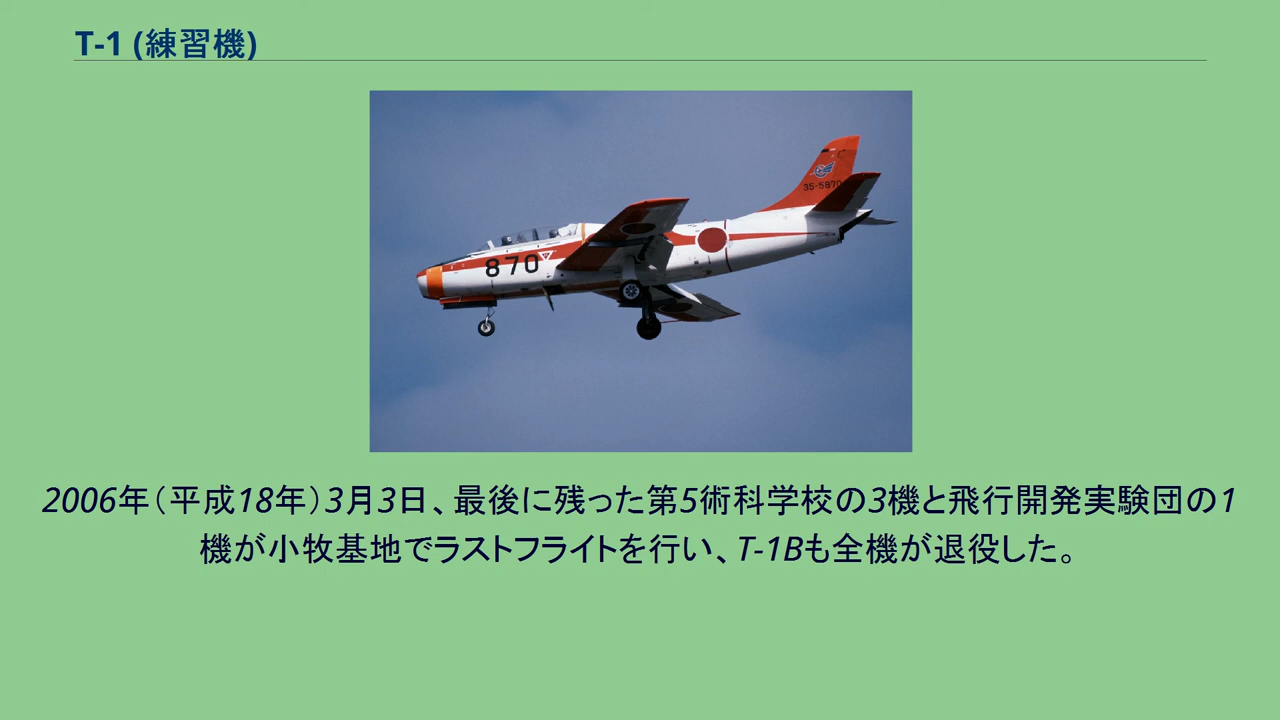 T-1 (練習機)
35-5870
870
2006年（平成18年）3月3日、最後に残った第5術科学校の3機と飛行開発実験団の1
機が小牧基地でラストフライトを行い、T-1Bも全機が退役した。